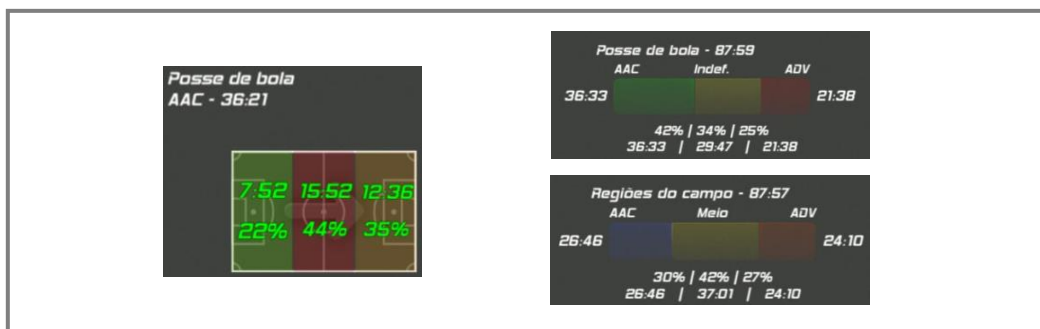 Posse de bola
AAC - 36:21
7:52 15:52 12:36
22% 44% 35%
Posse de bola - 87:59
AAC Indef. ADV
36:33 21:38
42% | 34% | 25%
36:33 | 29:47 | 21:38
Regiões do campo - 87:57
AAC Meio ADV
26:46 24:10
30% | 42% | 27%
26:46 | 37:01 | 24:10